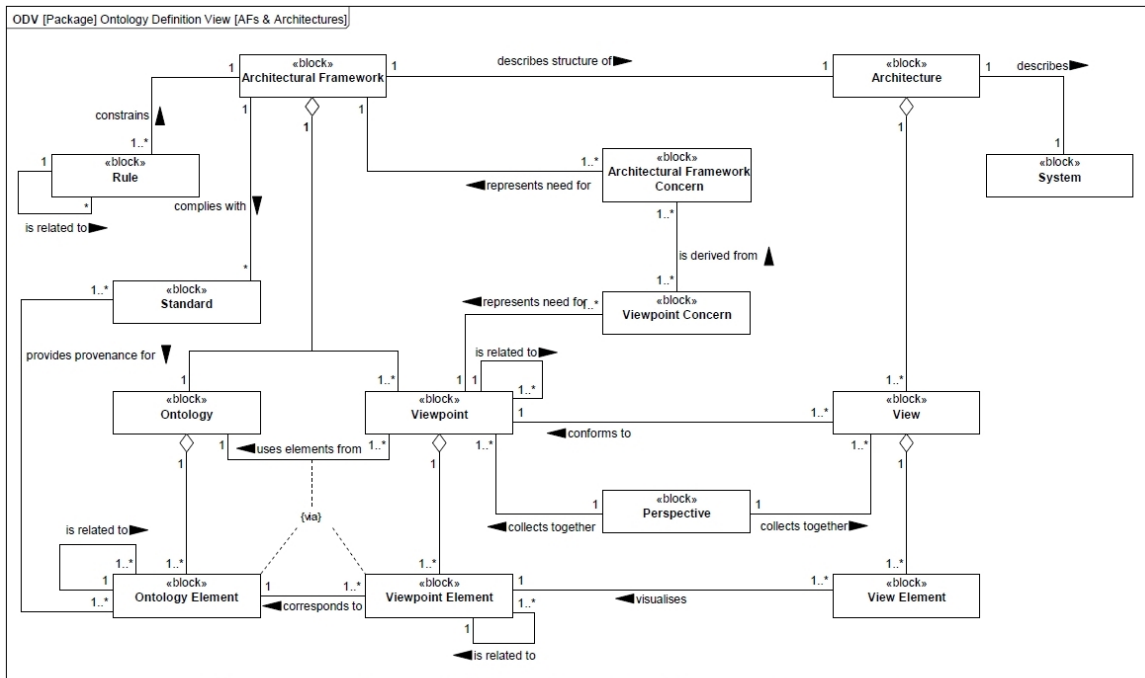 ODV [Package] Ontology Definition View [AFs & Architectures]
«block»
Architectural Framework
1
1
describes structure of
1
«block»
Architecture
1
describes
1
1
1
1
1
constrains
1..*
«block»
Rule
1
*
is related to
complies with
*
1..*
«block»
Architectural Framework
Concern
represents need for
1..*
is derived from
1..*
1
«block»
System
1..*
«block»
Standard
represents need for
1..*
«block»
Viewpoint Concern
provides provenance for
is related to
1
1..*
1
1
1..*
1..*
«block»
Ontology
«block»
Viewpoint
1
conforms to
1..*
«block»
View
1
1
uses elements from
1..*
1
1..*
1..*
1
{via}
1
collects together
«block»
Perspective
1
collects together
is related to
1..*
1
1..*
1..*
1..*
1..*
«block»
Ontology Element
1
corresponds to
1..*
«block»
Viewpoint Element
1
visualises
1..*
«block»
View Element
1..*
1
is related to